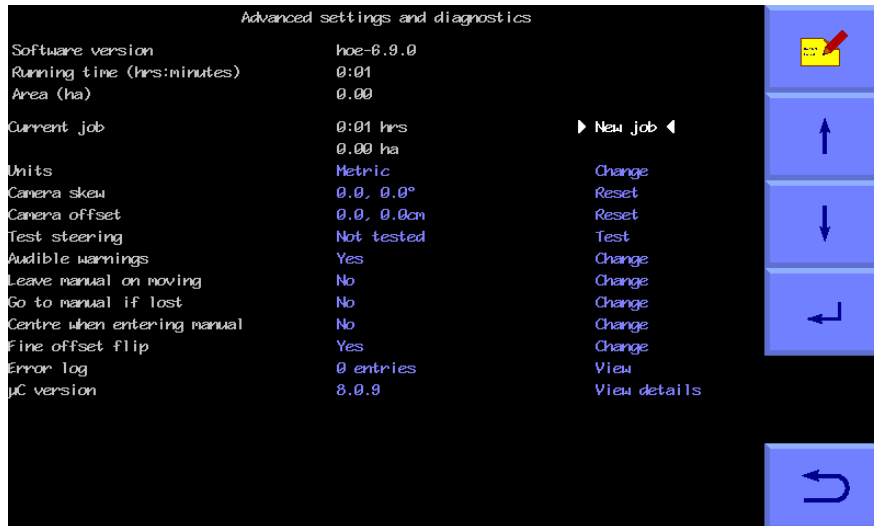 Advanced settings and diagnostics
Software version hoe-6.9.0
Running time (hrs:minutes) 0:01
Area (ha) 0.00
Current job 0:01 hrs New job
0.00 ha
Units Metric Change
Camera skew 0.0, 0.0° Reset
Camera offset 0.0, 0.0cm Reset
Test steering Not tested Test
Audible warnings Yes Change
Leave manual on moving No Change
Go to manual if lost No Change
Centre when entering manual No Change
Fine offset flip Yes Change
Error log 0 entries View
µC version 8.0.9 View details